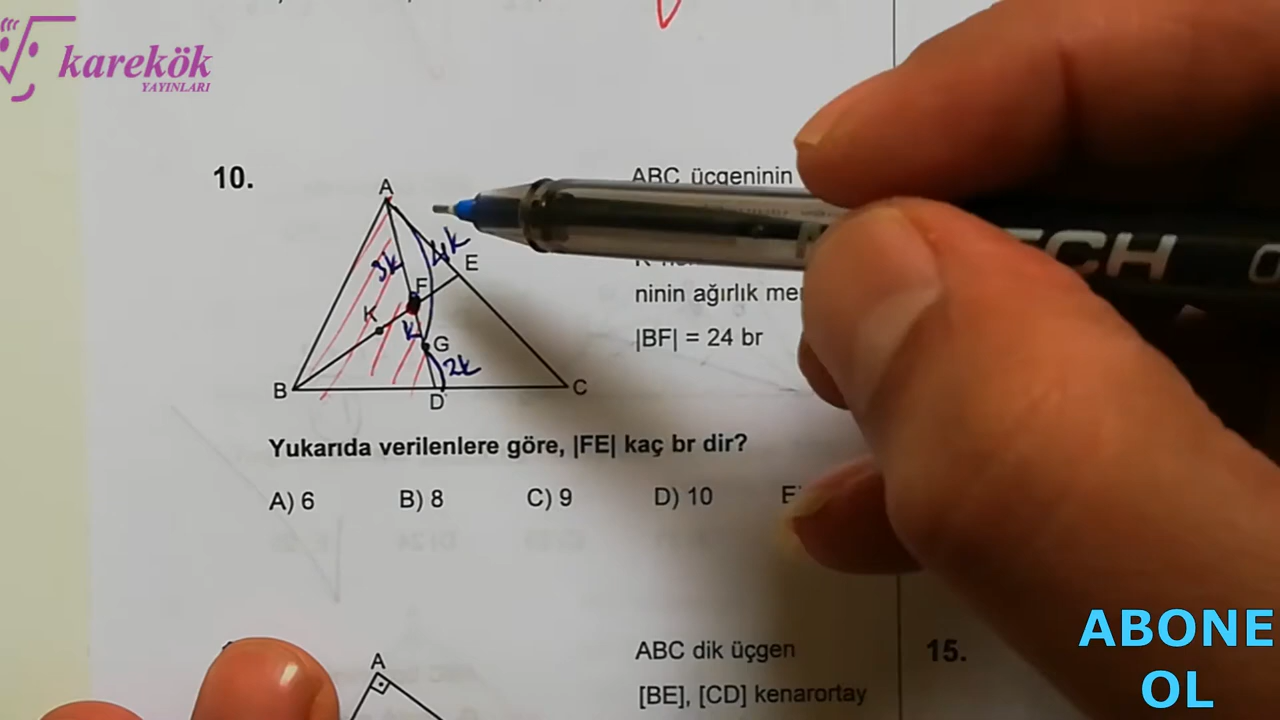 karekök
YAYINLARI
10.
A
ABC üçgeninin
4k
3k
E
F
K
ninin ağırlık
k
G
|BF| = 24 br
2k
B
D
C
Yukarıda verilenlere göre, |FE| kaç br dir?
A) 6 B) 8 C) 9 D) 10
A
ABC dik üçgen
15.
[BE], [CD] kenarortay
ABONE
OL